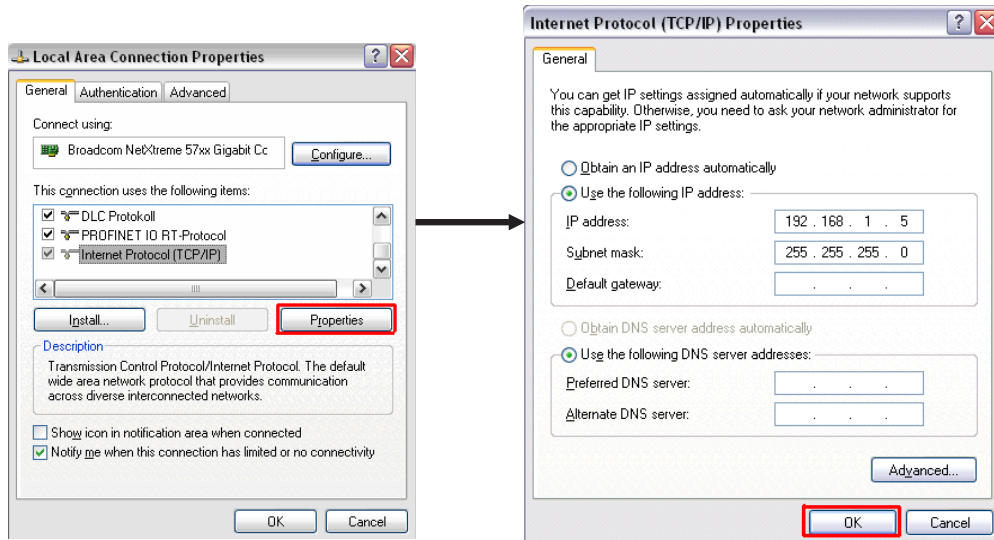 Local Area Connection Properties
General Authentication Advanced
Connect using:
Broadcom NetXtreme 57xx Gigabit Cc
Configure...
This connection uses the following items:
DLC Protokoll
PROFINET IO RT-Protocol
Internet Protocol (TCP/IP)
Install... Uninstall Properties
Description
Transmission Control Protocol/Internet Protocol. The default
wide area network protocol that provides communication
across diverse interconnected networks.
Show icon in notification area when connected
Notify me when this connection has limited or no connectivity
OK Cancel
Internet Protocol (TCP/IP) Properties
General
You can get IP settings assigned automatically if your network supports
this capability. Otherwise, you need to ask your network administrator for
the appropriate IP settings.
Obtain an IP address automatically
Use the following IP address:
IP address: 192 . 168 . 1 . 5
Subnet mask: 255 . 255 . 255 . 0
Default gateway: . . .
Obtain DNS server address automatically
Use the following DNS server addresses:
Preferred DNS server: . . .
Alternate DNS server: . . .
Advanced...
OK Cancel